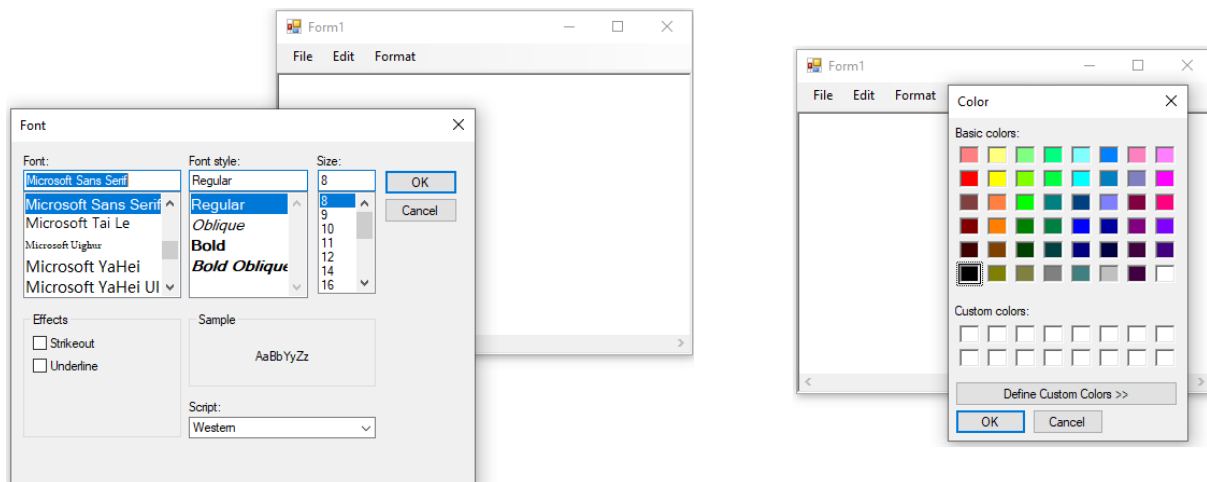 Form1
File Edit Format
Font
Font: Font style: Size:
Microsoft Sans Serif Regular 8
OK
Microsoft Sans Serif Regular 8
Microsoft Tai Le Oblique 9
Cancel
Microsoft Uighur Bold 10
Microsoft YaHei Bold Oblique 11
Microsoft YaHei UI 12
14
16
Effects Sample
Strikeout
Underline
AaBbYyZz
Script:
Western
Form1
File Edit Format
Color
Basic colors:
Custom colors:
Define Custom Colors >>
OK Cancel